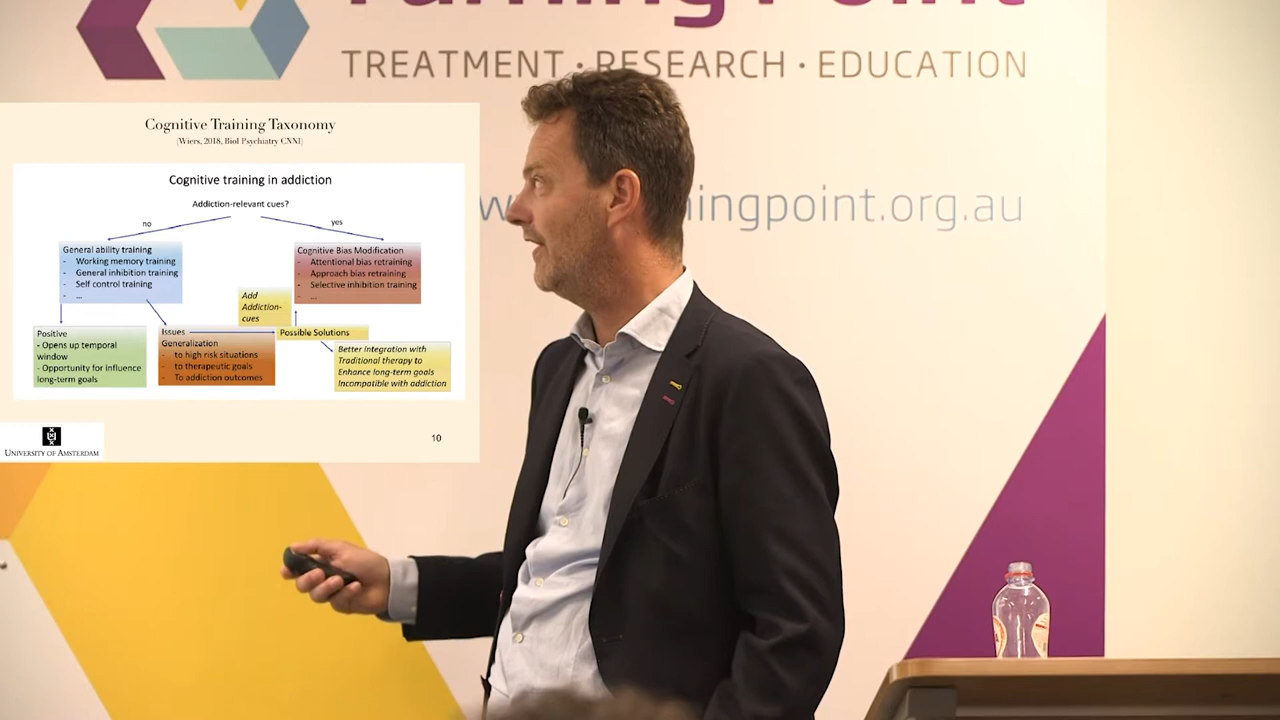 Turning Point
TREATMENT · RESEARCH · EDUCATION
ingpoint.org.au
Cognitive Training Taxonomy
(Wiers, 2018, Biol Psychiatry CNNI)
Cognitive training in addiction
Addiction-relevant cues?
no
yes
General ability training
- Working memory training
- General inhibition training
- Self control training
- ...
Cognitive Bias Modification
- Attentional bias retraining
- Approach bias retraining
- Selective inhibition training
- ...
Add
Addiction-
cues
Positive
- Opens up temporal
window
- Opportunity for influence
long-term goals
Issues
Generalization
- to high risk situations
- to therapeutic goals
- To addiction outcomes
Possible Solutions
Better Integration with
Traditional therapy to
Enhance long-term goals
Incompatible with addiction
10
UNIVERSITY OF AMSTERDAM